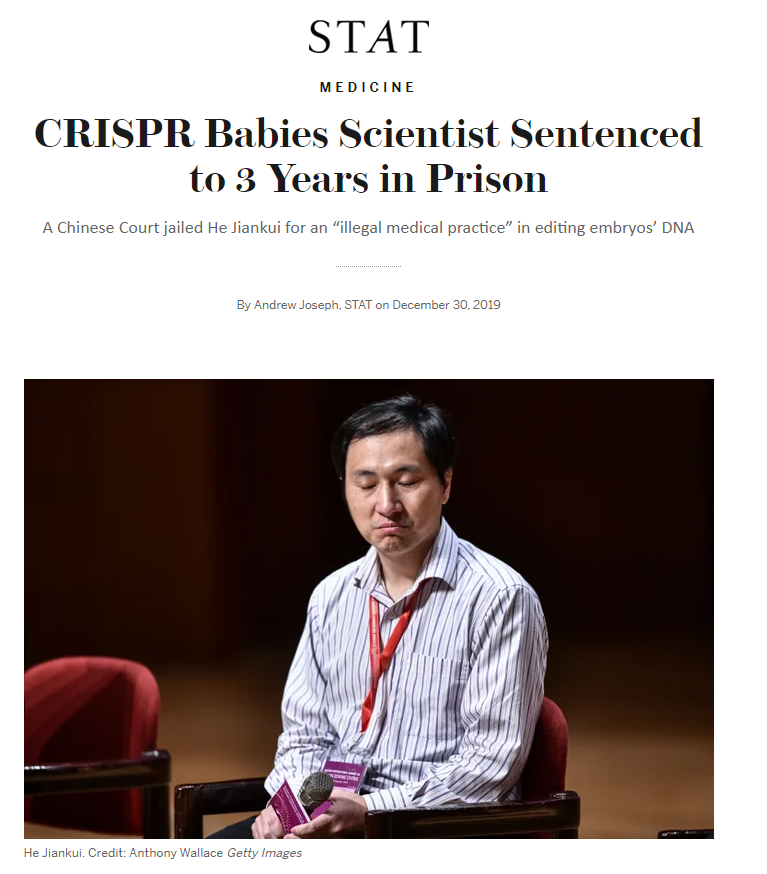 STAT
MEDICINE
CRISPR Babies Scientist Sentenced
to 3 Years in Prison
A Chinese Court jailed He Jiankui for an “illegal medical practice” in editing embryos’ DNA
By Andrew Joseph, STAT on December 30, 2019
He Jiankui. Credit: Anthony Wallace Getty Images